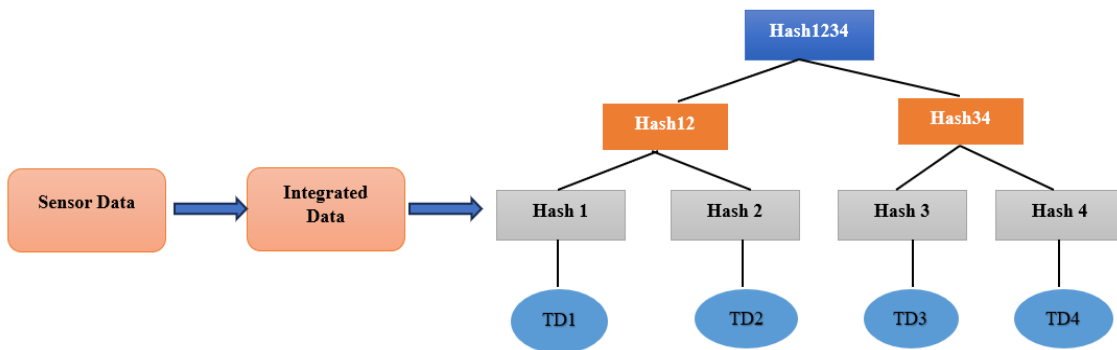 Hash1234
Hash12
Hash34
Sensor Data
Integrated
Data
Hash 1
Hash 2
Hash 3
Hash 4
TD1
TD2
TD3
TD4